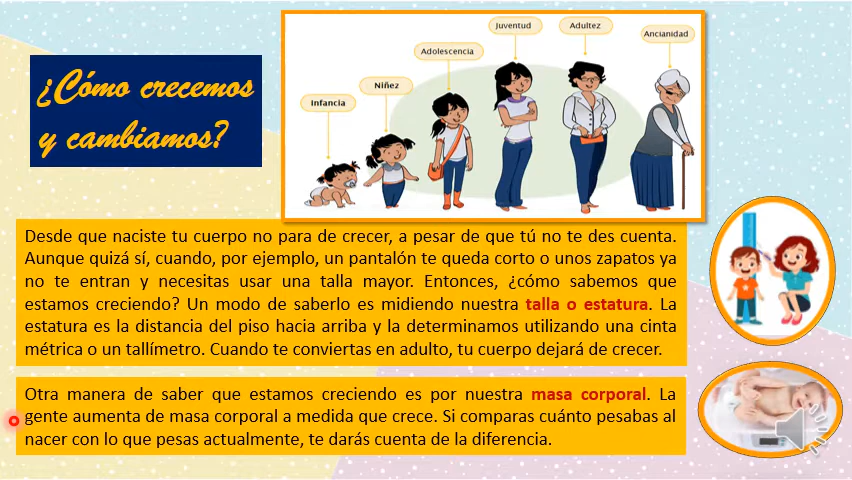 ¿Cómo crecemos
y cambiamos?
Infancia
Niñez
Adolescencia
Juventud
Adultez
Ancianidad
Desde que naciste tu cuerpo no para de crecer, a pesar de que tú no te des cuenta.
Aunque quizá sí, cuando, por ejemplo, un pantalón te queda corto o unos zapatos ya
no te entran y necesitas usar una talla mayor. Entonces, ¿cómo sabemos que
estamos creciendo? Un modo de saberlo es midiendo nuestra talla o estatura. La
estatura es la distancia del piso hacia arriba y la determinamos utilizando una cinta
métrica o un tallímetro. Cuando te conviertas en adulto, tu cuerpo dejará de crecer.
Otra manera de saber que estamos creciendo es por nuestra masa corporal. La
gente aumenta de masa corporal a medida que crece. Si comparas cuánto pesabas al
nacer con lo que pesas actualmente, te darás cuenta de la diferencia.